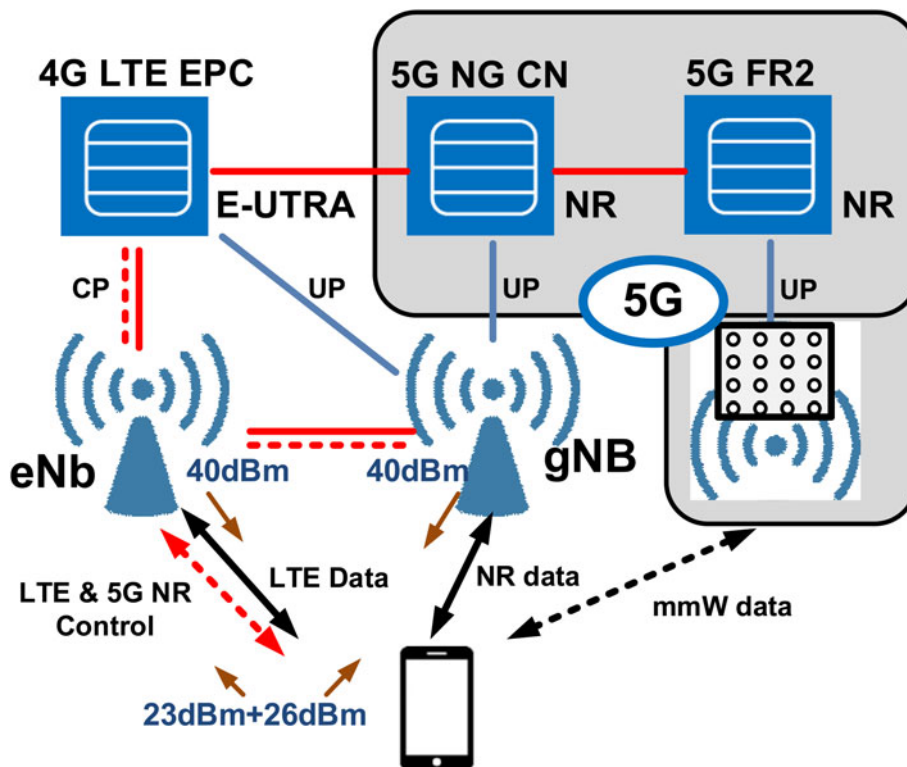 4G LTE EPC
5G NG CN
5G FR2
E-UTRA
NR
NR
CP
UP
UP
UP
5G
eNb
40dBm
40dBm
gNB
LTE & 5G NR
Control
LTE Data
NR data
mmW data
23dBm+26dBm